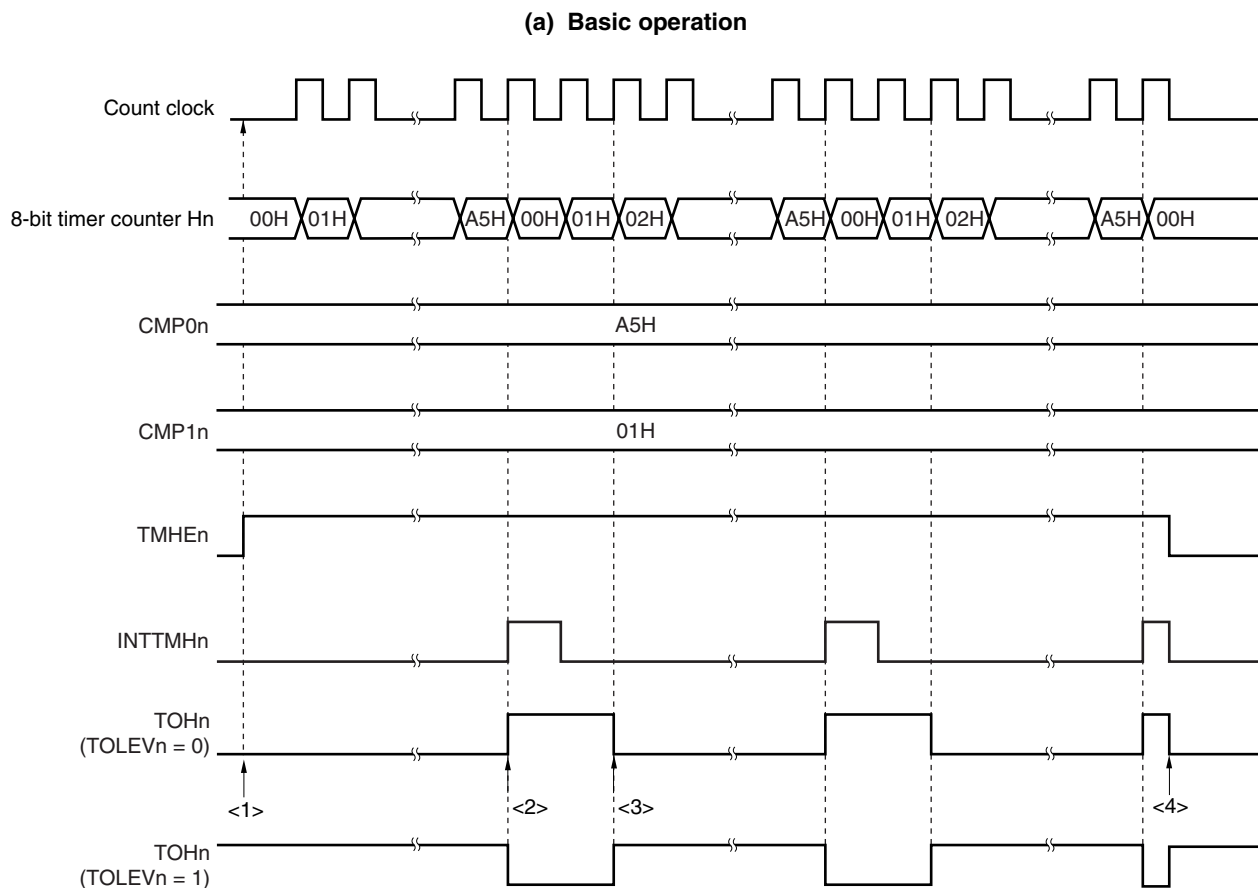 (a) Basic operation
Count clock
8-bit timer counter Hn
00H 01H A5H 00H 01H 02H A5H 00H 01H 02H A5H 00H
CMP0n
A5H
CMP1n
01H
TMHEn
INTTMHn
TOHn
(TOLEVn = 0)
<1> <2> <3> <4>
TOHn
(TOLEVn = 1)